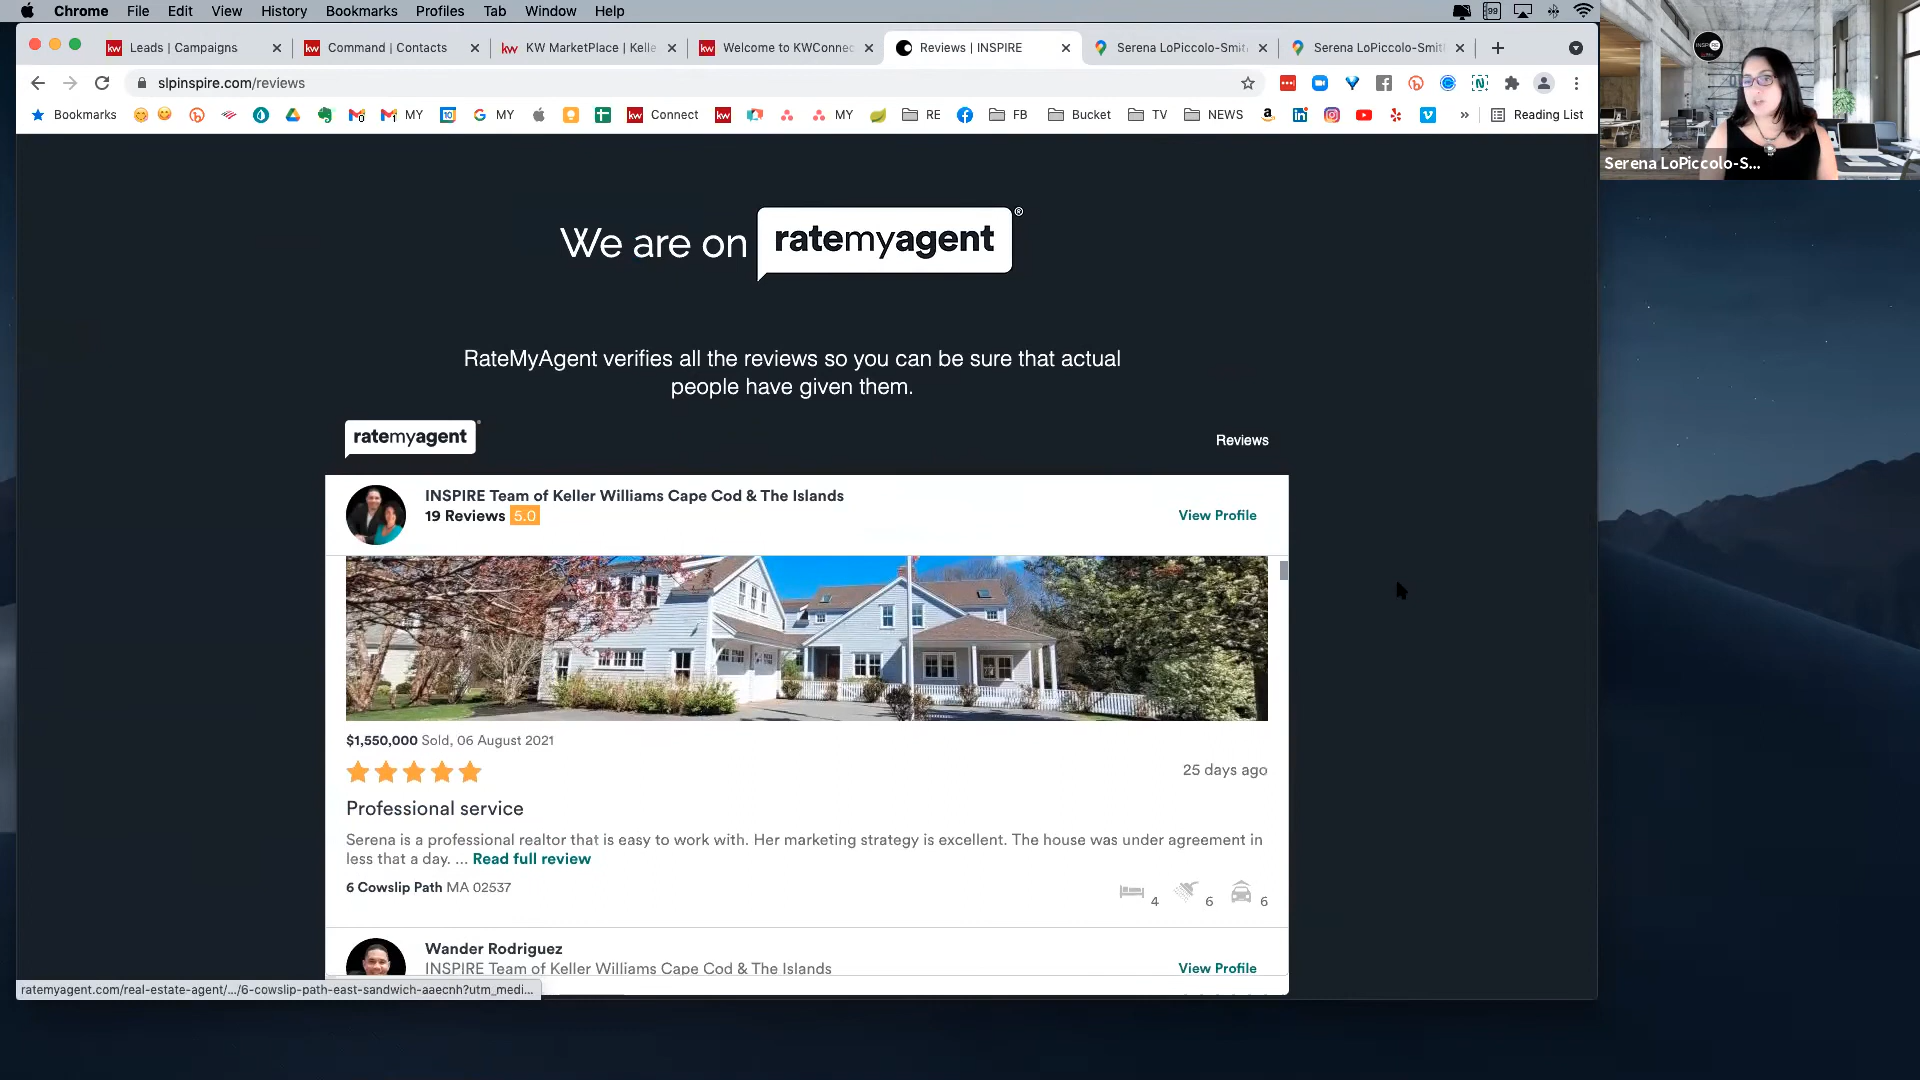 Chrome File Edit View History Bookmarks Profiles Tab Window Help
Leads | Campaigns
Command | Contacts
KW MarketPlace | Kelle
Welcome to KWConnec
Reviews | INSPIRE
Serena LoPiccolo-Smit
Serena LoPiccolo-Smit
slpinspire.com/reviews
Bookmarks
MY
MY
Connect
MY
RE
FB
Bucket
TV
NEWS
Reading List
INSPIRE
Serena LoPiccolo-S...
We are on ratemyagent®
RateMyAgent verifies all the reviews so you can be sure that actual
people have given them.
ratemyagent
Reviews
INSPIRE Team of Keller Williams Cape Cod & The Islands
19 Reviews 5.0
View Profile
$1,550,000 Sold, 06 August 2021
25 days ago
Professional service
Serena is a professional realtor that is easy to work with. Her marketing strategy is excellent. The house was under agreement in
less that a day. ... Read full review
6 Cowslip Path MA 02537
4 6 6
Wander Rodriguez
INSPIRE Team of Keller Williams Cape Cod & The Islands
View Profile
ratemyagent.com/real-estate-agent/.../6-cowslip-path-east-sandwich-aaecnh?utm_medi...